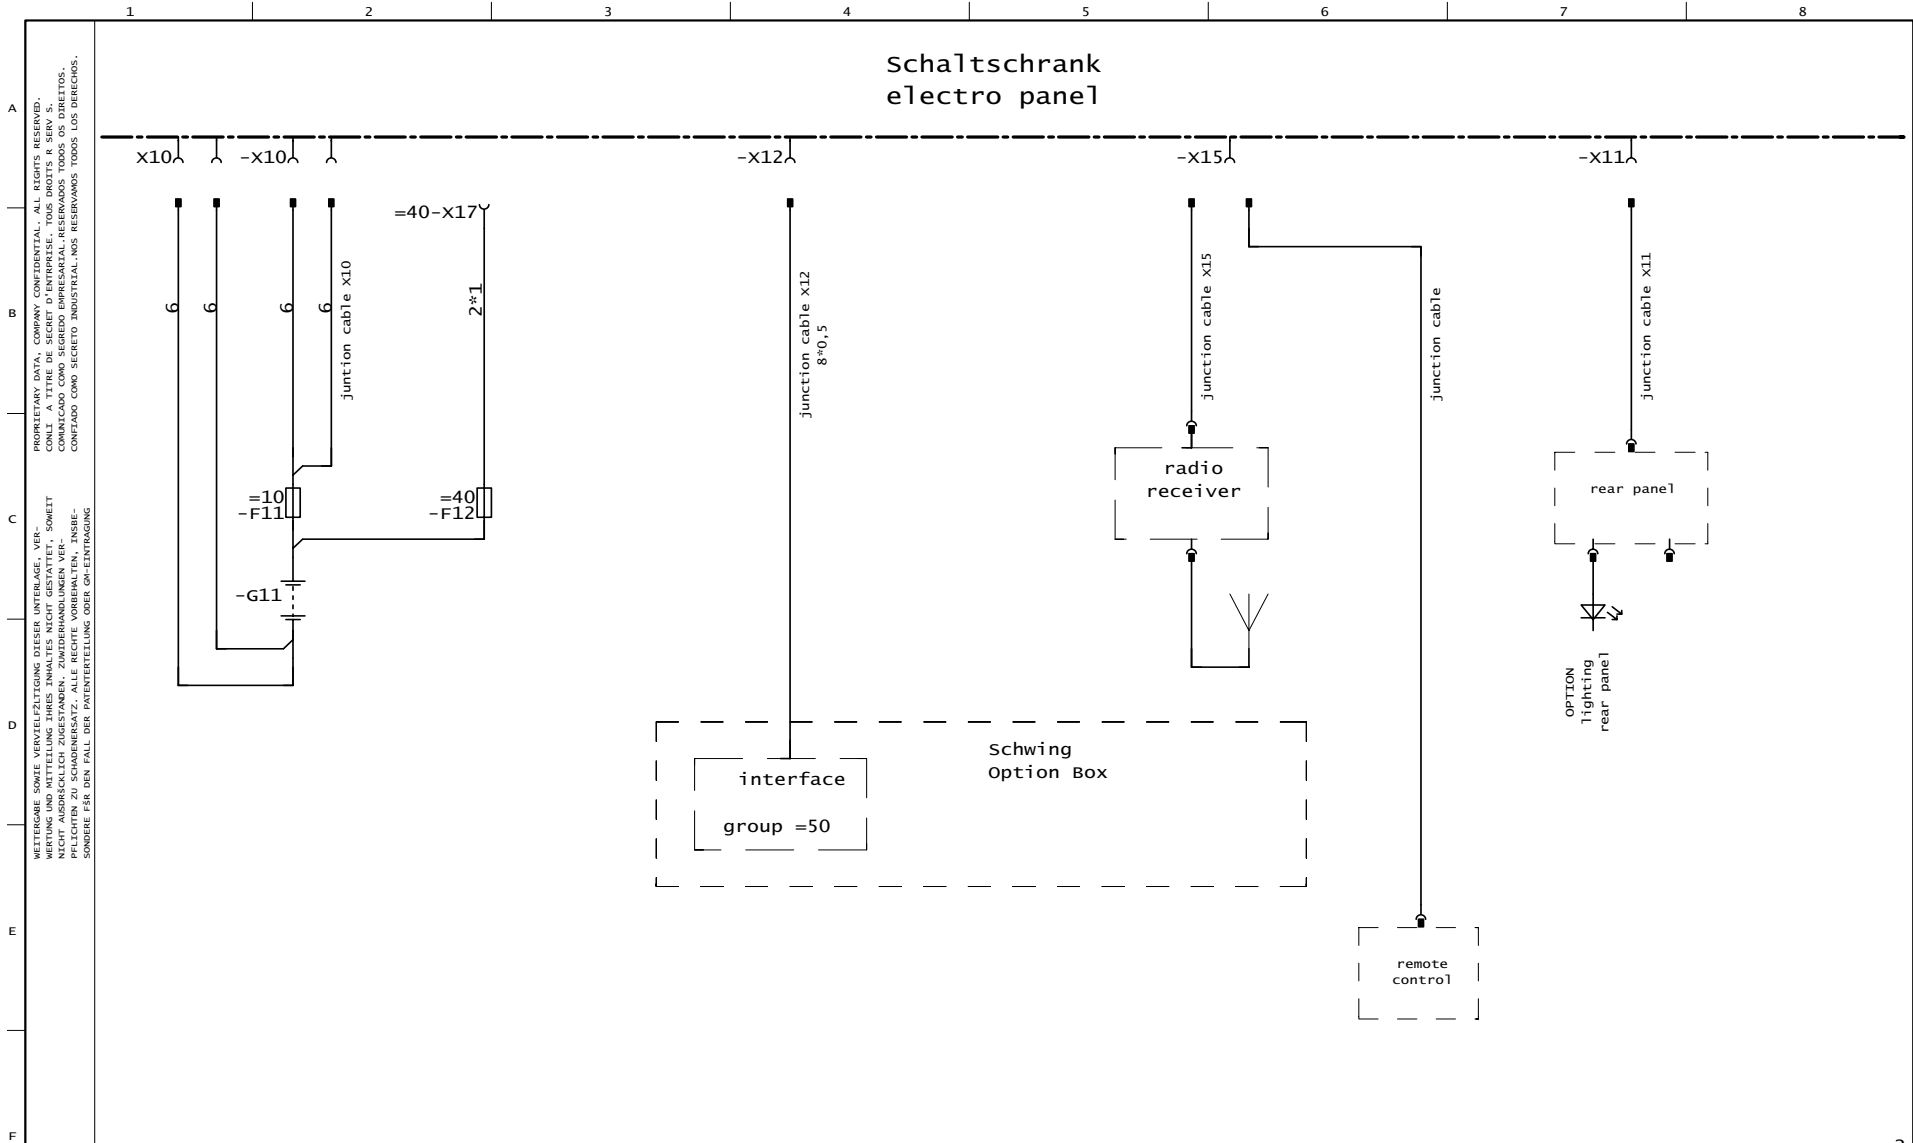 1 2 3 4 5 6 7 8
Schaltschrank
electro panel
A
B
C
D
E
F
PROPRIETARY DATA, COMPANY CONFIDENTIAL. ALL RIGHTS RESERVED.
CONLI A TITRE DE SECRET D'ENTRPRISE. TOUS DROITS R SERV S.
COMUNICADO COMO SEGREDO EMPRESARIAL.RESERVADOS TODOS OS DIREITOS.
CONFIADO COMO SECRETO INDUSTRIAL.NOS RESERVAMOS TODOS LOS DERECHOS.
WEITERGABE SOWIE VERVIELFŽLTIGUNG DIESER UNTERLAGE, VER-
WERTUNG UND MITTEILUNG IHRES INHALTES NICHT GESTATTET, SOWEIT
NICHT AUSDRšCKLICH ZUGESTANDEN. ZUWIDERHANDLUNGEN VER-
PFLICHTEN ZU SCHADENERSATZ. ALLE RECHTE VORBEHALTEN, INSBE-
SONDERE FšR DEN FALL DER PATENTERTEILUNG ODER GM-EINTRAGUNG
X10
-X10
-X12
-X15
-X11
=40-X17
6
6
6
6
juntion cable X10
2*1
junction cable X12
8*0,5
junction cable X15
junction cable
junction cable X11
=10
-F11
=40
-F12
-G11
radio
receiver
rear panel
OPTION
lighting
rear panel
Schwing
Option Box
interface
group =50
remote
control